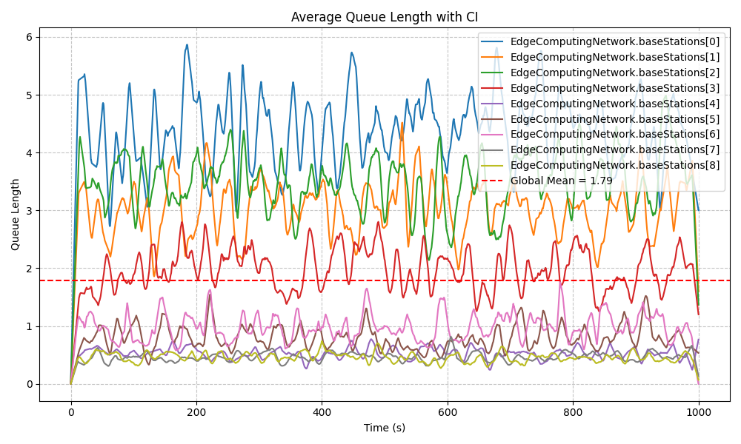 Average Queue Length with CI
6
5
4
3
2
1
0
Queue Length
EdgeComputingNetwork.baseStations[0]
EdgeComputingNetwork.baseStations[1]
EdgeComputingNetwork.baseStations[2]
EdgeComputingNetwork.baseStations[3]
EdgeComputingNetwork.baseStations[4]
EdgeComputingNetwork.baseStations[5]
EdgeComputingNetwork.baseStations[6]
EdgeComputingNetwork.baseStations[7]
EdgeComputingNetwork.baseStations[8]
Global Mean = 1.79
0 200 400 600 800 1000
Time (s)